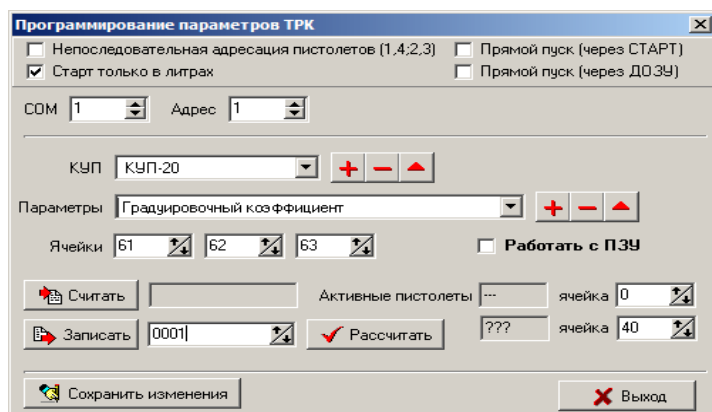 Программирование параметров ТРК
Непоследовательная адресация пистолетов (1,4;2,3) Прямой пуск (через СТАРТ)
Старт только в литрах Прямой пуск (через ДОЗУ)
COM 1 Адрес 1
КУП КУП-20
Параметры Градуировочный коэффициент
Ячейки 61 62 63 Работать с ПЗУ
Считать Активные пистолеты --- ячейка 0
Записать 0001 Рассчитать ??? ячейка 40
Сохранить изменения Выход